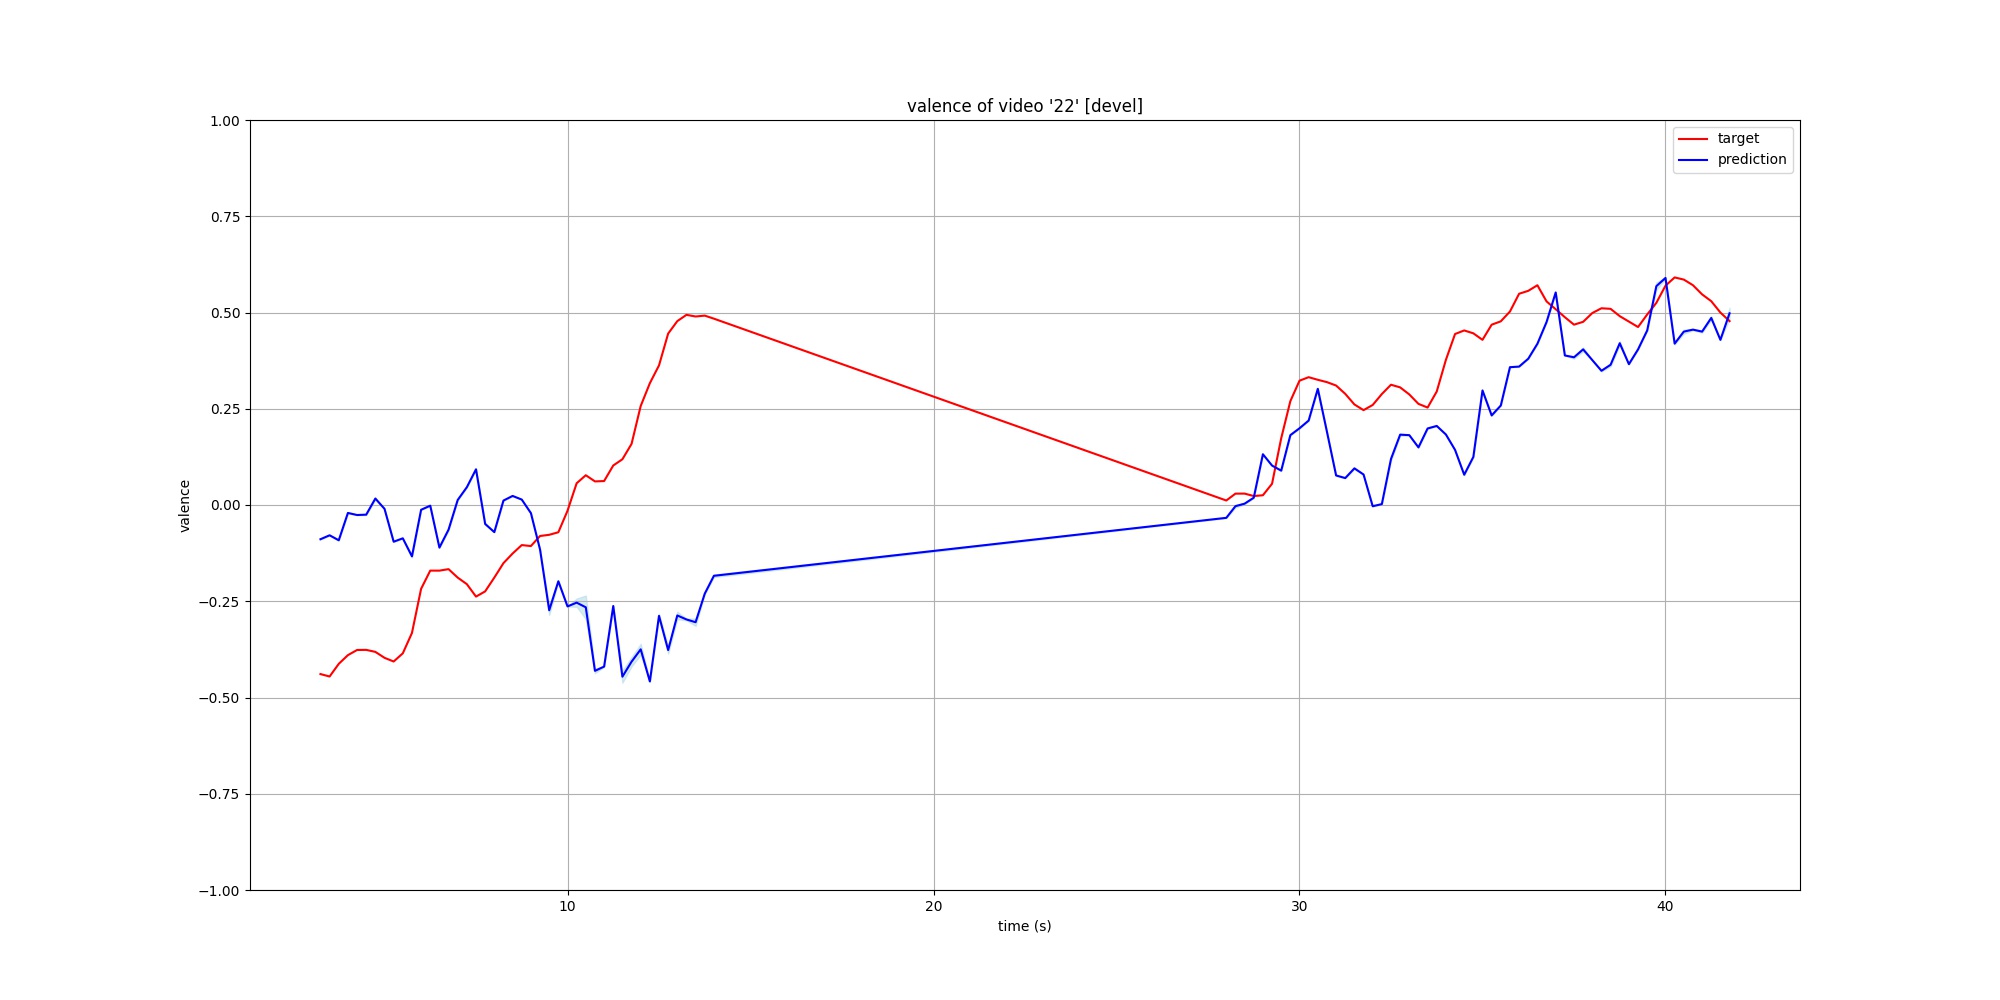 valence of video '22' [devel]
target
prediction
1.00
0.75
0.50
0.25
0.00
−0.25
−0.50
−0.75
−1.00
valence
10 20 30 40
time (s)